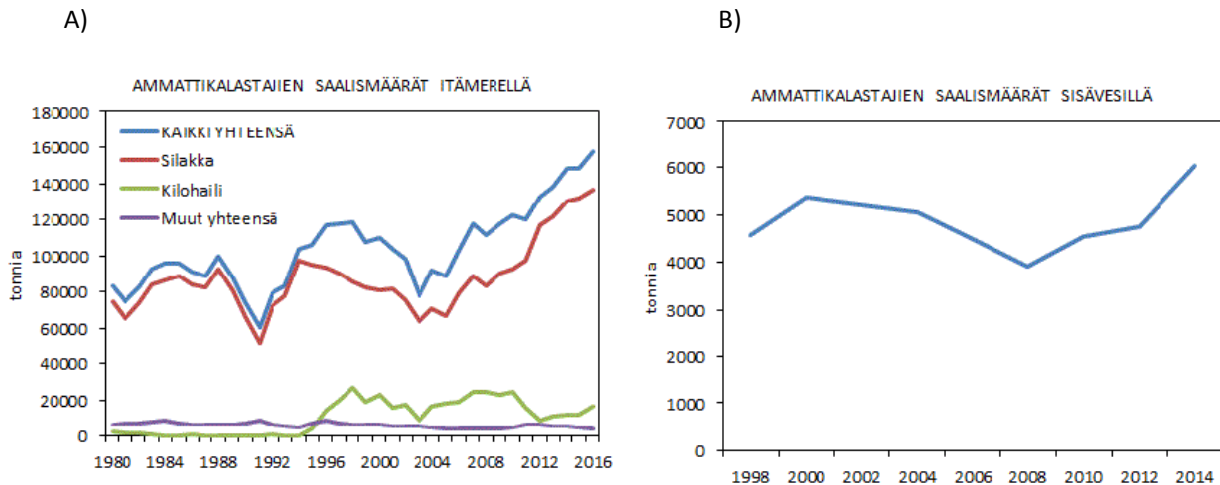 A)
AMMATTIKALASTAJIEN SAALISMÄÄRÄT ITÄMERELLÄ
180000
160000
140000
120000
100000
80000
60000
40000
20000
0
tonnia
KAIKKI YHTEENSÄ
Silakka
Kilohaili
Muut yhteensä
1980 1984 1988 1992 1996 2000 2004 2008 2012 2016
B)
AMMATTIKALASTAJIEN SAALISMÄÄRÄT SISÄVESILLÄ
7000
6000
5000
4000
3000
2000
1000
0
tonnia
1998 2000 2002 2004 2006 2008 2010 2012 2014